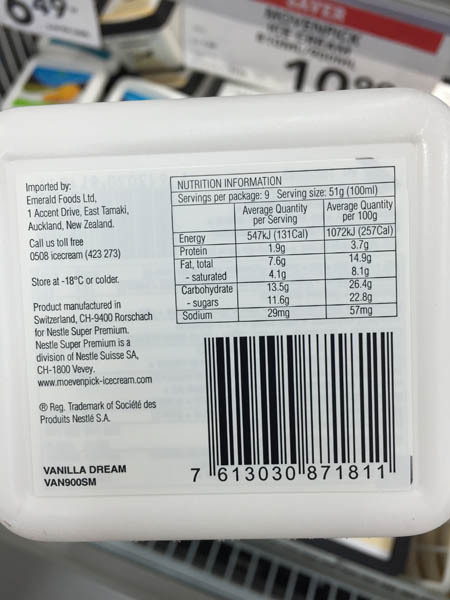 649-
SAVER
MOVENPICK
ICE CREAM
10
Imported by:
Emerald Foods Ltd,
1 Accent Drive, East Tamaki,
Auckland, New Zealand.
Call us toll free
0508 icecream (423 273)
Store at -18°C or colder.
Product manufactured in
Switzerland, CH-9400 Rorschach
for Nestle Super Premium.
Nestle Super Premium is a
division of Nestle Suisse SA,
CH-1800 Vevey.
www.moevenpick-icecream.com
® Reg. Trademark of Société des
Produits Nestlé S.A.
VANILLA DREAM
VAN900SM
NUTRITION INFORMATION
Servings per package: 9 Serving size: 51g (100ml)
Average Quantity per Serving Average Quantity per 100g
Energy 547kJ (131Cal) 1072kJ (257Cal)
Protein 1.9g 3.7g
Fat, total 7.6g 14.9g
- saturated 4.1g 8.1g
Carbohydrate 13.5g 26.4g
- sugars 11.6g 22.8g
Sodium 29mg 57mg
7 613030 871811